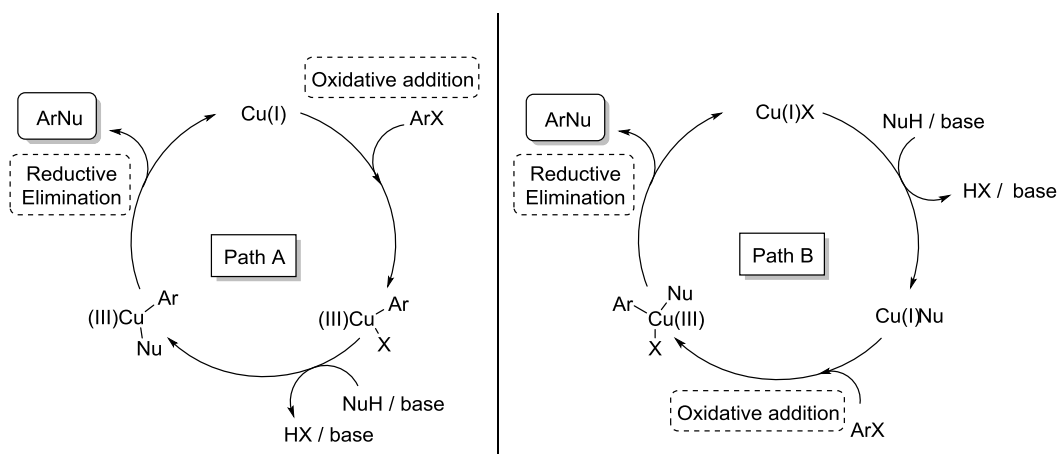 Oxidative addition
ArX
Cu(I)
ArNu
Reductive
Elimination
Path A
(III)Cu
Ar
Nu
(III)Cu
Ar
X
NuH / base
HX / base
Cu(I)X
NuH / base
HX / base
ArNu
Reductive
Elimination
Path B
Ar
Nu
Cu(III)
X
Cu(I)Nu
Oxidative addition
ArX